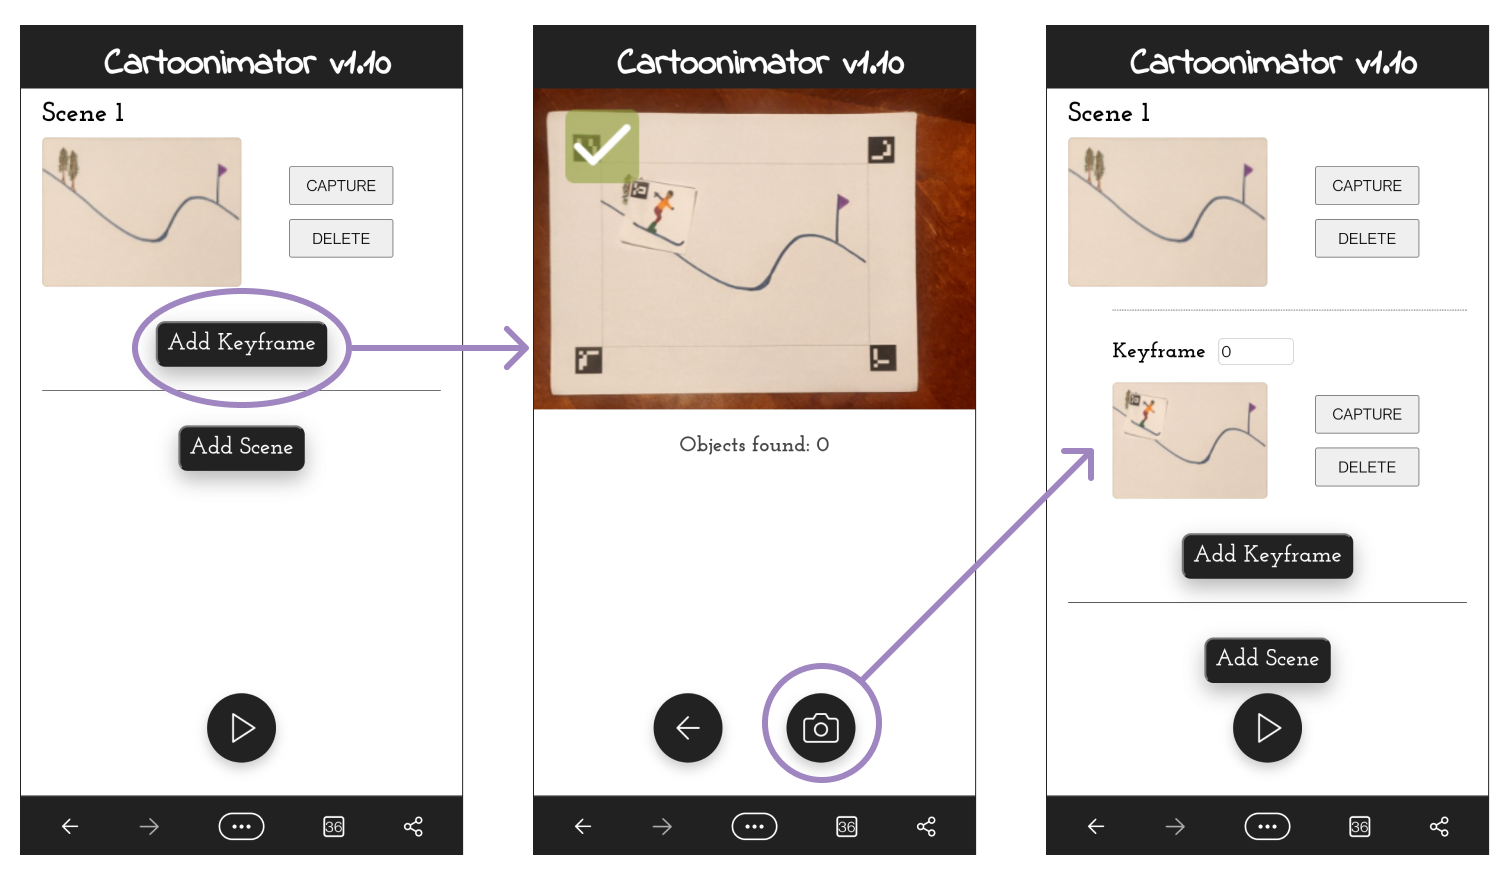 Cartoonimator v1.10
Scene 1
CAPTURE
DELETE
Add Keyframe
Add Scene
36
Cartoonimator v1.10
Objects found: 0
36
Cartoonimator v1.10
Scene 1
CAPTURE
DELETE
Keyframe 0
CAPTURE
DELETE
Add Keyframe
Add Scene
36